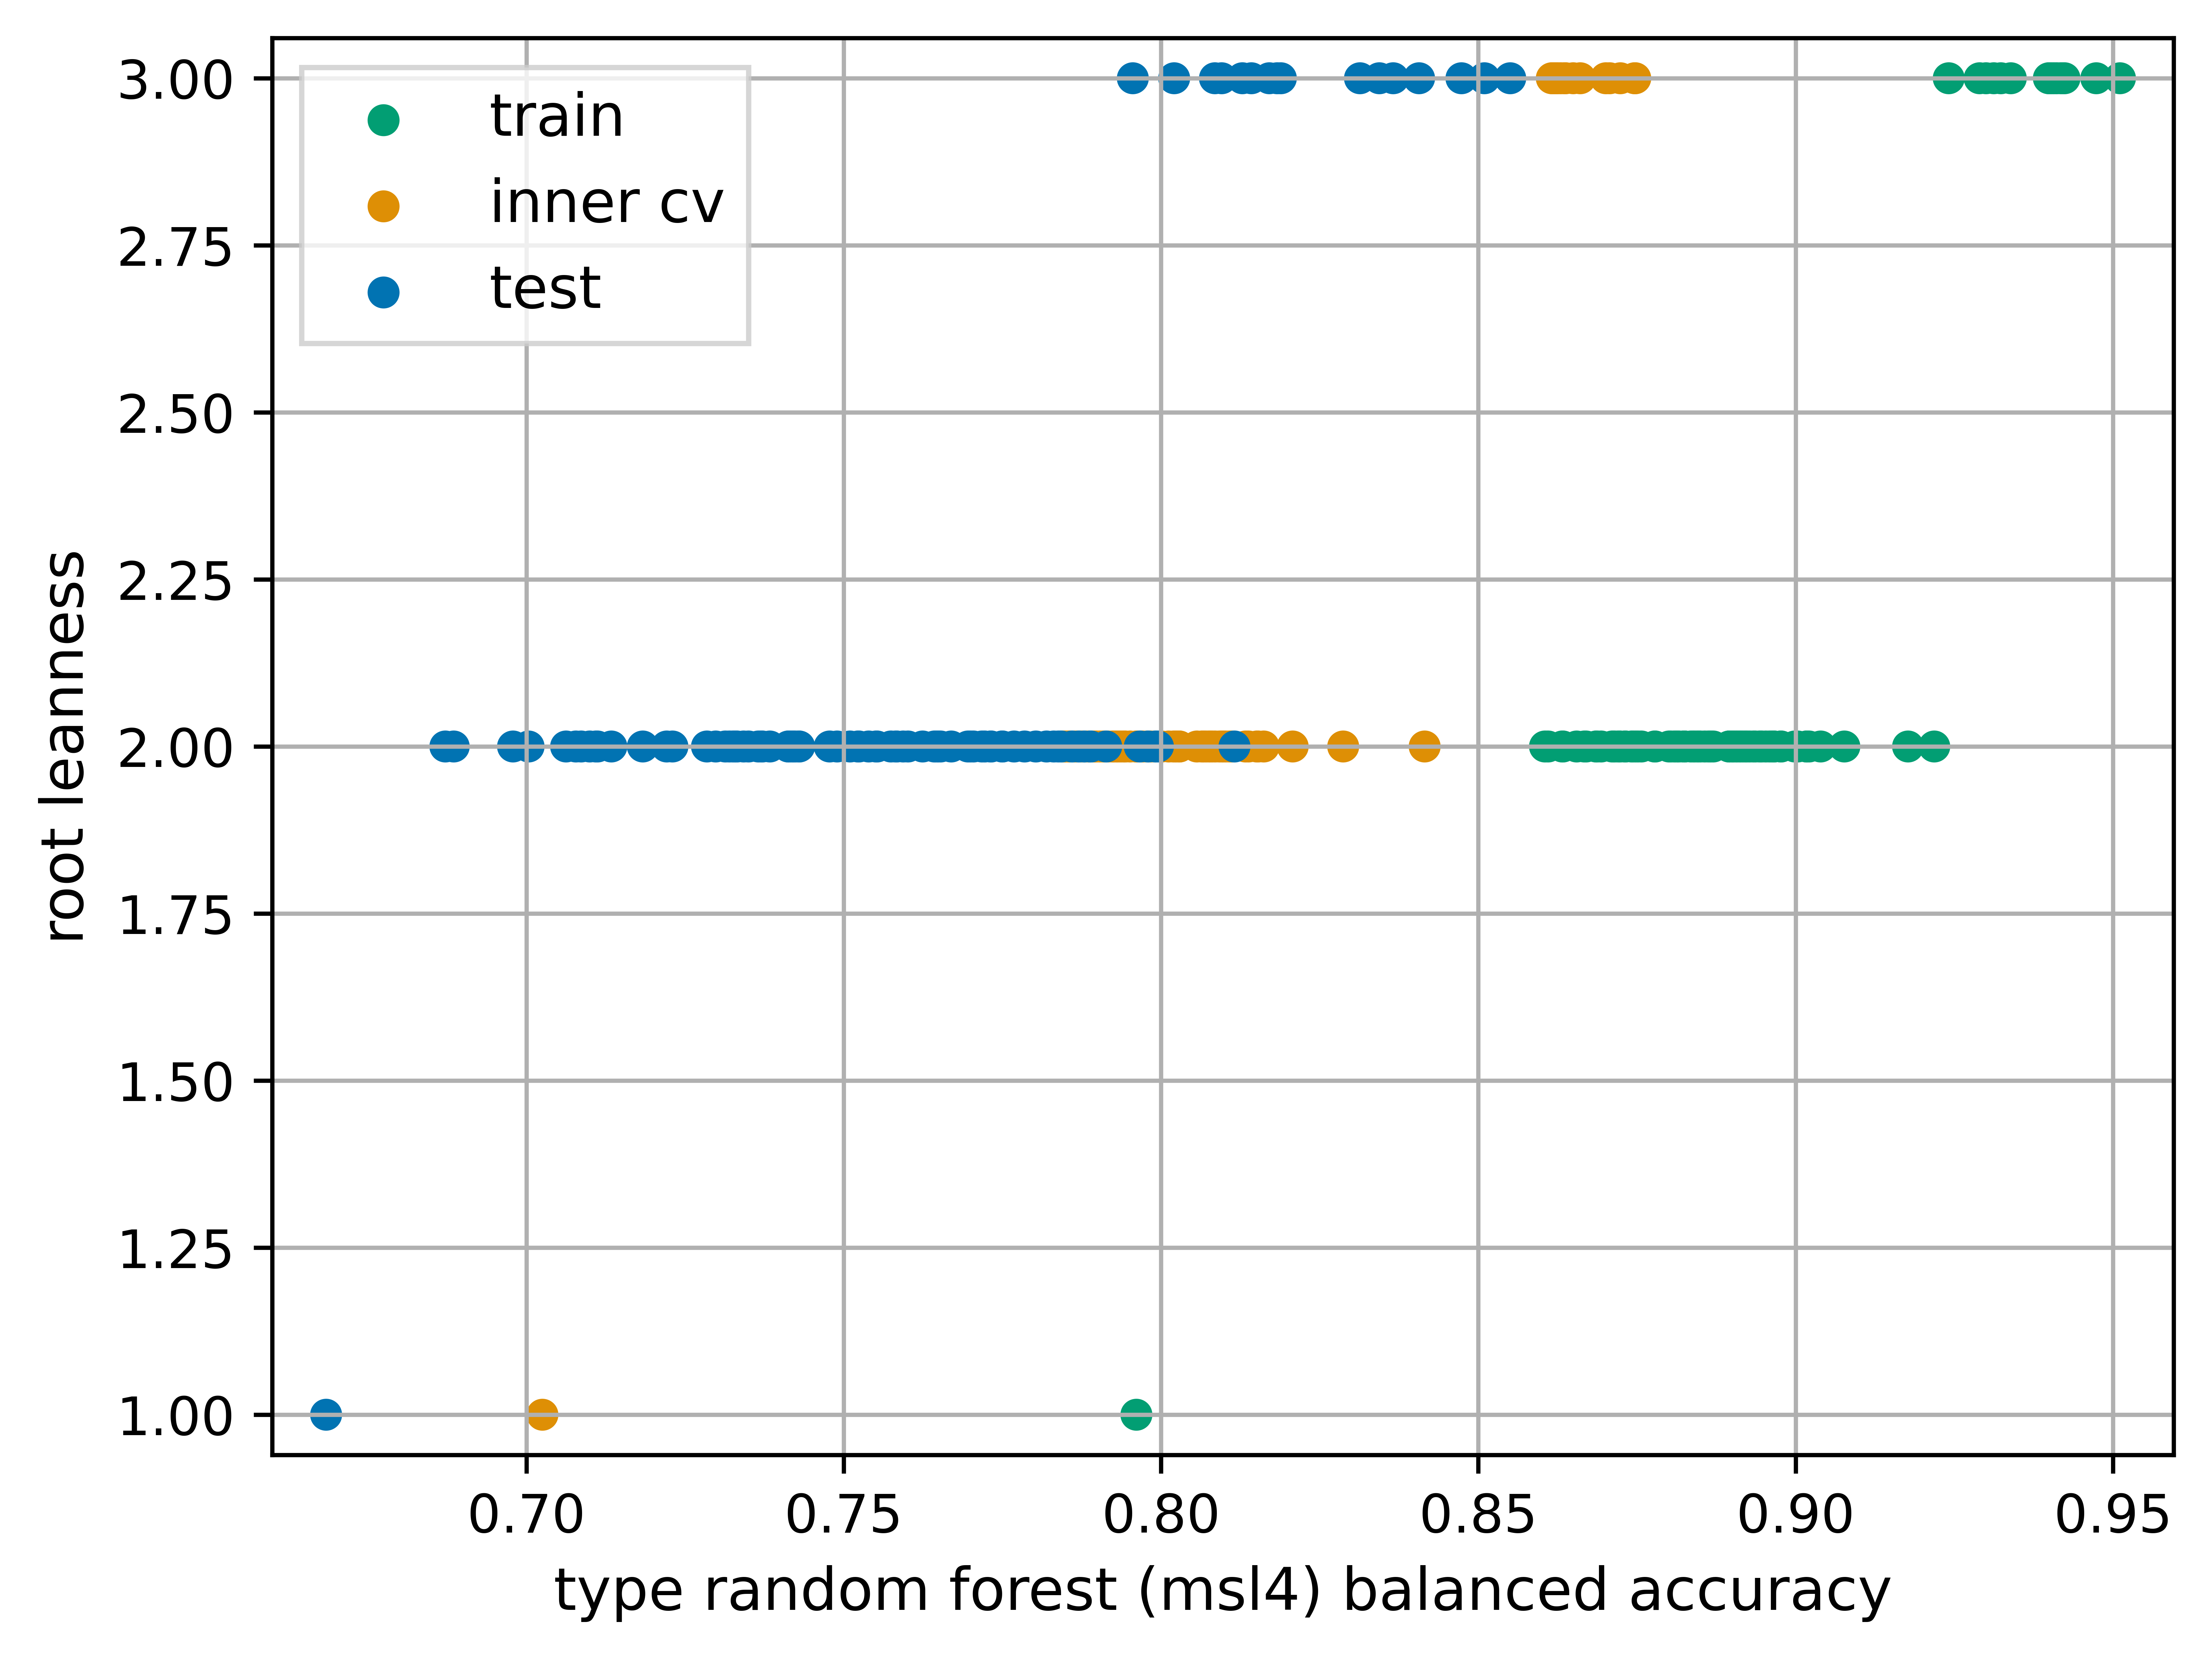 3.00
2.75
2.50
2.25
2.00
1.75
1.50
1.25
1.00
root leanness
train
inner cv
test
0.70 0.75 0.80 0.85 0.90 0.95
type random forest (msl4) balanced accuracy